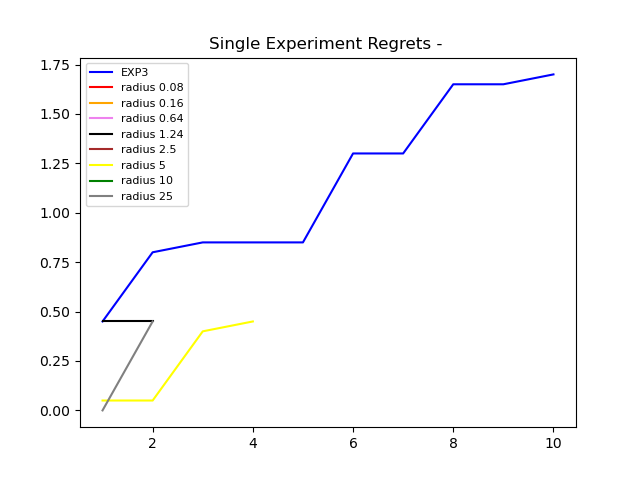 Single Experiment Regrets -
1.75
1.50
1.25
1.00
0.75
0.50
0.25
0.00
EXP3
radius 0.08
radius 0.16
radius 0.64
radius 1.24
radius 2.5
radius 5
radius 10
radius 25
2 4 6 8 10